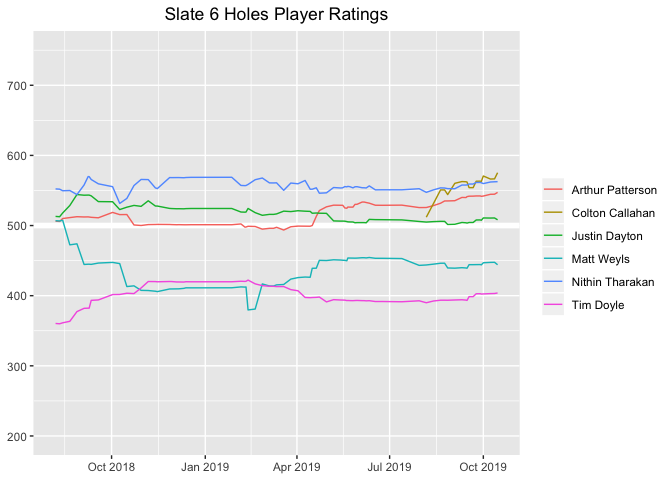 Slate 6 Holes Player Ratings
700
600
500
400
300
200
Oct 2018
Jan 2019
Apr 2019
Jul 2019
Oct 2019
Arthur Patterson
Colton Callahan
Justin Dayton
Matt Weyls
Nithin Tharakan
Tim Doyle